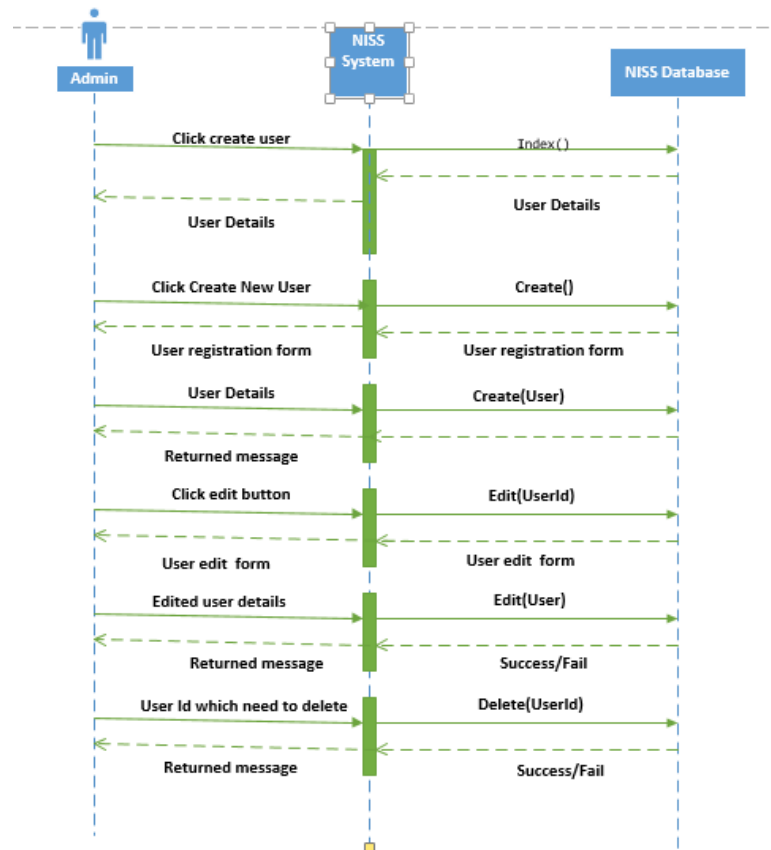 NISS
System
Admin
NISS Database
Click create user
Index()
User Details
User Details
Click Create New User
Create()
User registration form
User registration form
User Details
Create(User)
Returned message
Click edit button
Edit(UserId)
User edit form
User edit form
Edited user details
Edit(User)
Returned message
Success/Fail
User Id which need to delete
Delete(UserId)
Returned message
Success/Fail